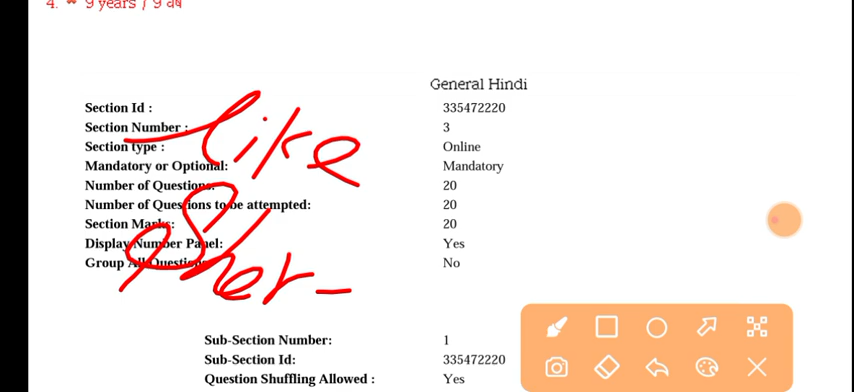 4. ** 9 years / 9 वर्ष
General Hindi
Section Id : 335472220
Section Number : 3
Section type : Online
Mandatory or Optional: Mandatory
Number of Questions: 20
Number of Questions to be attempted: 20
Section Marks: 20
Display Number Panel: Yes
Group All Questions: No
like
Sub-Section Number: 1
Sub-Section Id: 335472220
Question Shuffling Allowed : Yes